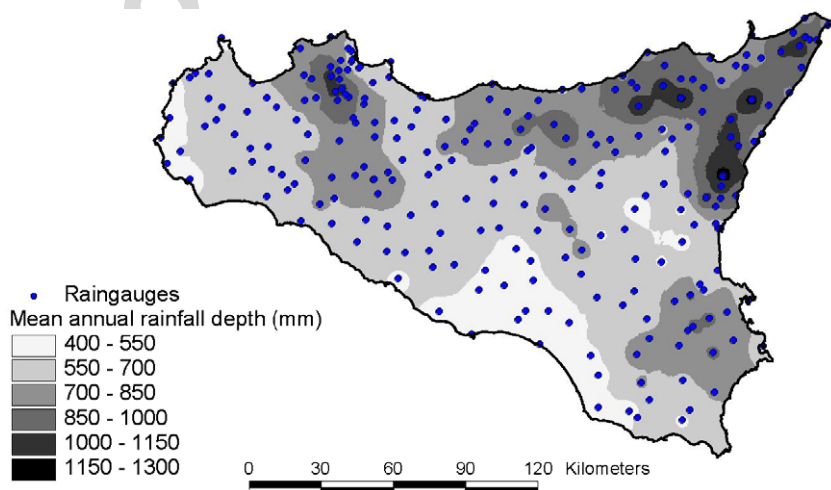 Raingauges
Mean annual rainfall depth (mm)
400 - 550
550 - 700
700 - 850
850 - 1000
1000 - 1150
1150 - 1300
0 30 60 90 120 Kilometers